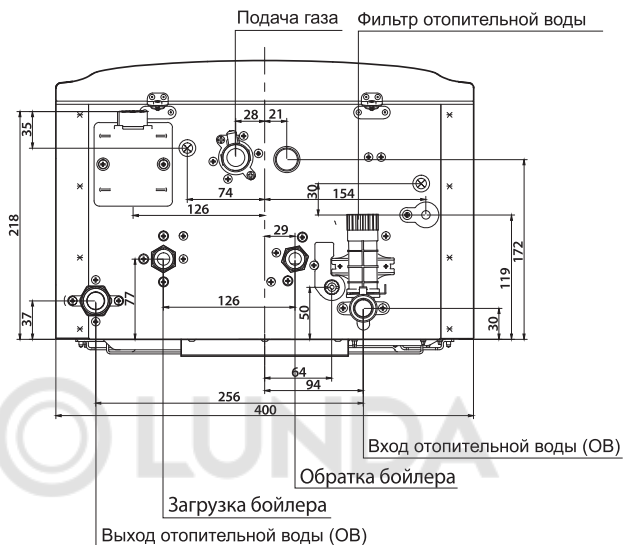 Подача газа
Фильтр отопительной воды
28
21
35
74
154
30
126
218
29
172
119
126
77
50
37
30
64
94
256
400
LUNDA
Вход отопительной воды (ОВ)
Обратка бойлера
Загрузка бойлера
Выход отопительной воды (ОВ)